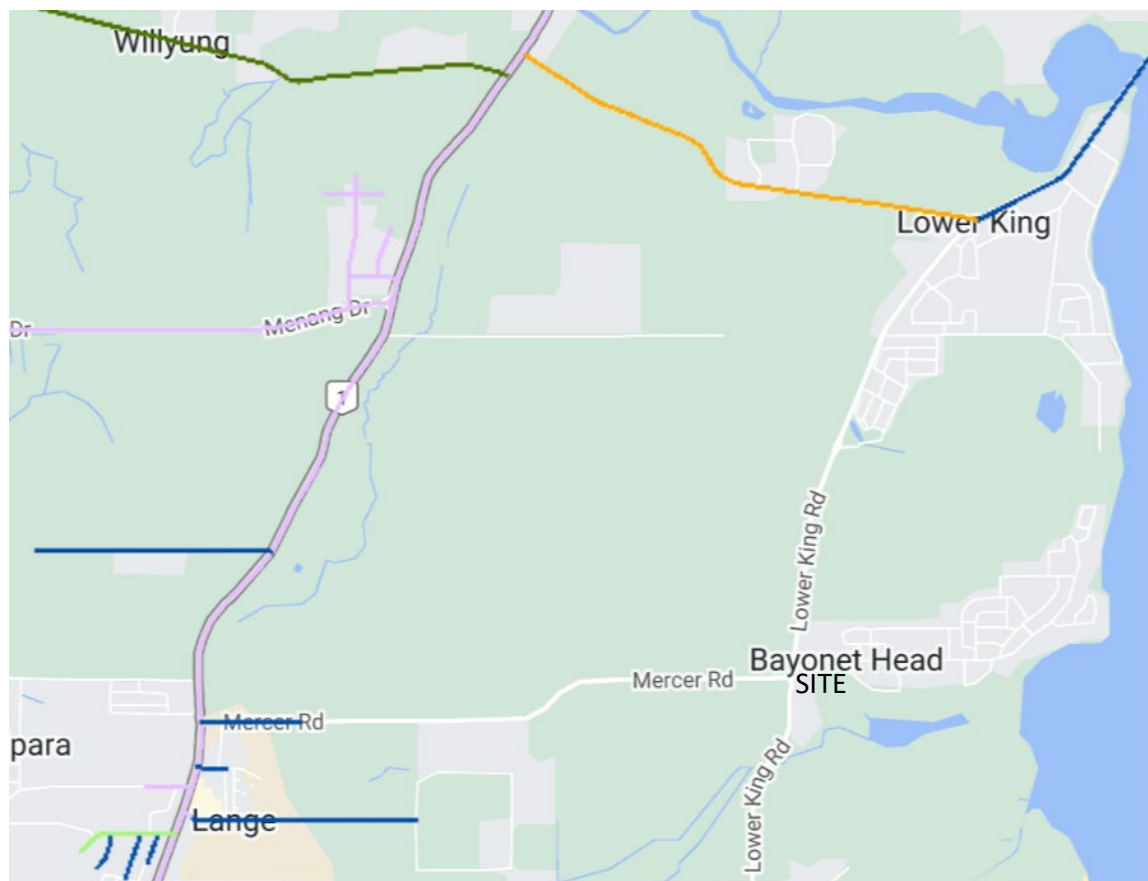 Willyung
Lower King
Dr
Menang Dr
1
Lower King Rd
Bayonet Head
Mercer Rd
SITE
Mercer Rd
para
Lower King Rd
Lange